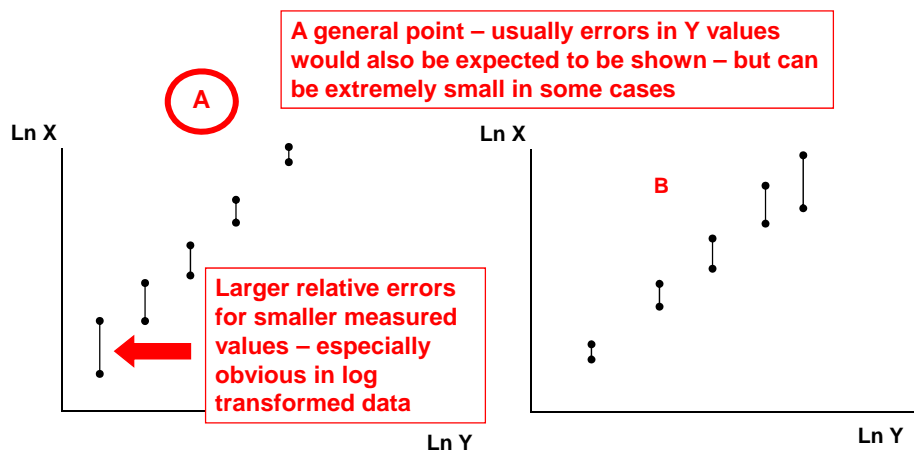 A general point – usually errors in Y values
would also be expected to be shown – but can
be extremely small in some cases
A
Ln X
Ln X
B
Larger relative errors
for smaller measured
values – especially
obvious in log
transformed data
Ln Y
Ln Y